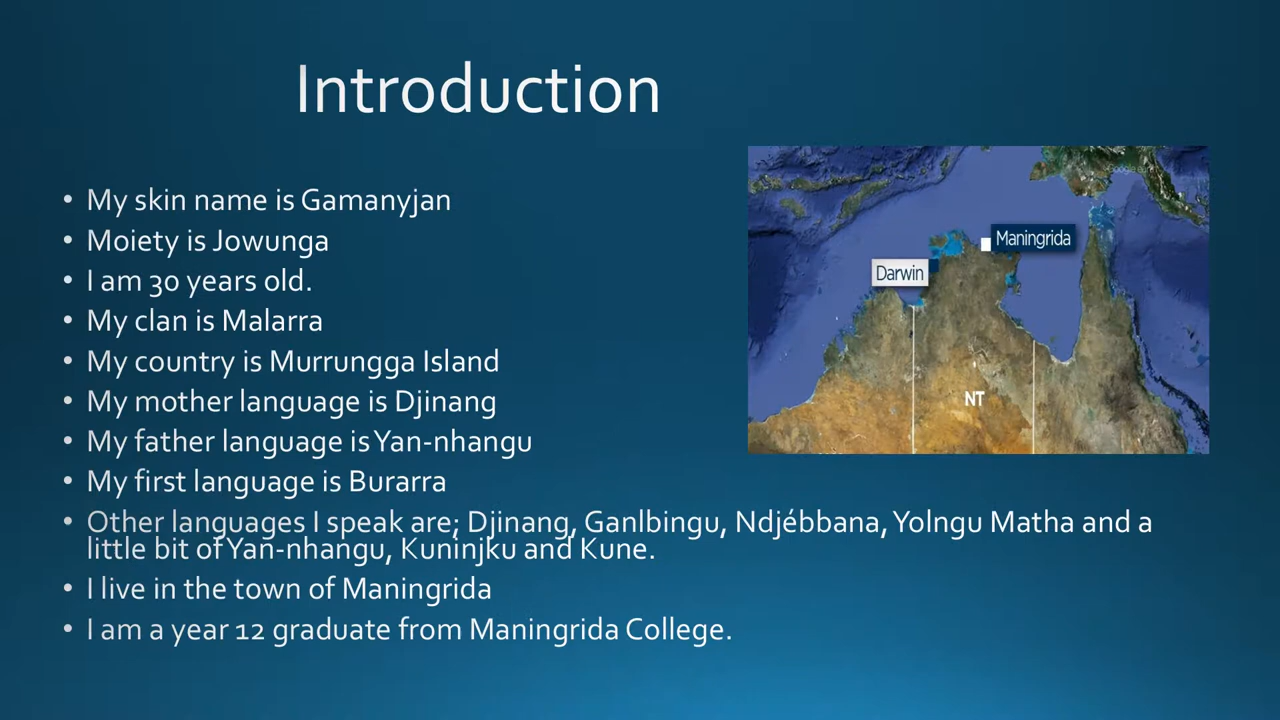 Introduction
• My skin name is Gamanyjan
• Moiety is Jowunga
• I am 30 years old.
• My clan is Malarra
• My country is Murrungga Island
• My mother language is Djinang
• My father language is Yan-nhangu
• My first language is Burarra
• Other languages I speak are; Djinang, Ganlbingu, Ndjébbana, Yolngu Matha and a
little bit of Yan-nhangu, Kuninjku and Kune.
• I live in the town of Maningrida
• I am a year 12 graduate from Maningrida College.
Maningrida
Darwin
NT